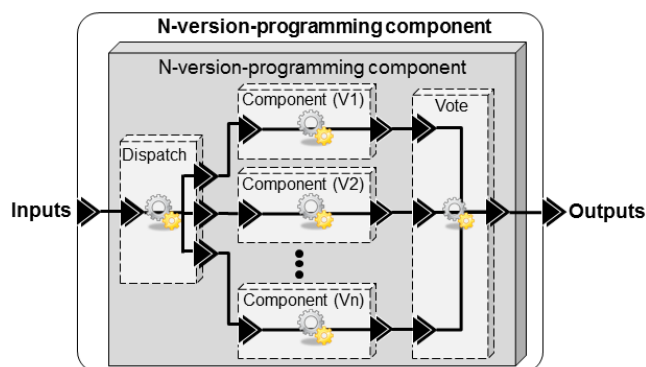 N-version-programming component
N-version-programming component
Component (V1)
Vote
Dispatch
Component (V2)
Inputs
Outputs
Component (Vn)